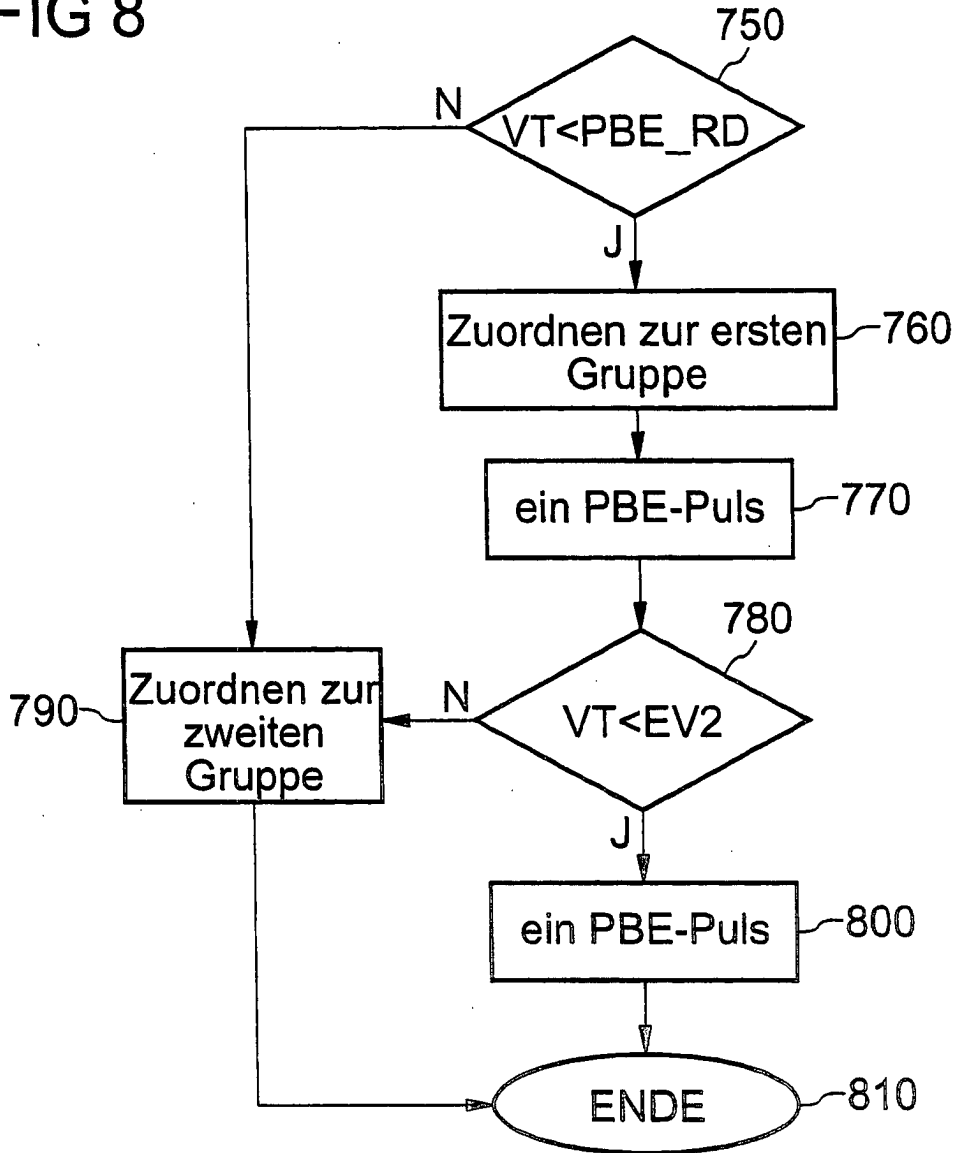 FIG 8
750
N
VT<PBE_RD
J
Zuordnen zur ersten
Gruppe
760
ein PBE-Puls
770
780
790
Zuordnen zur
zweiten
Gruppe
N
VT<EV2
J
ein PBE-Puls
800
ENDE
810